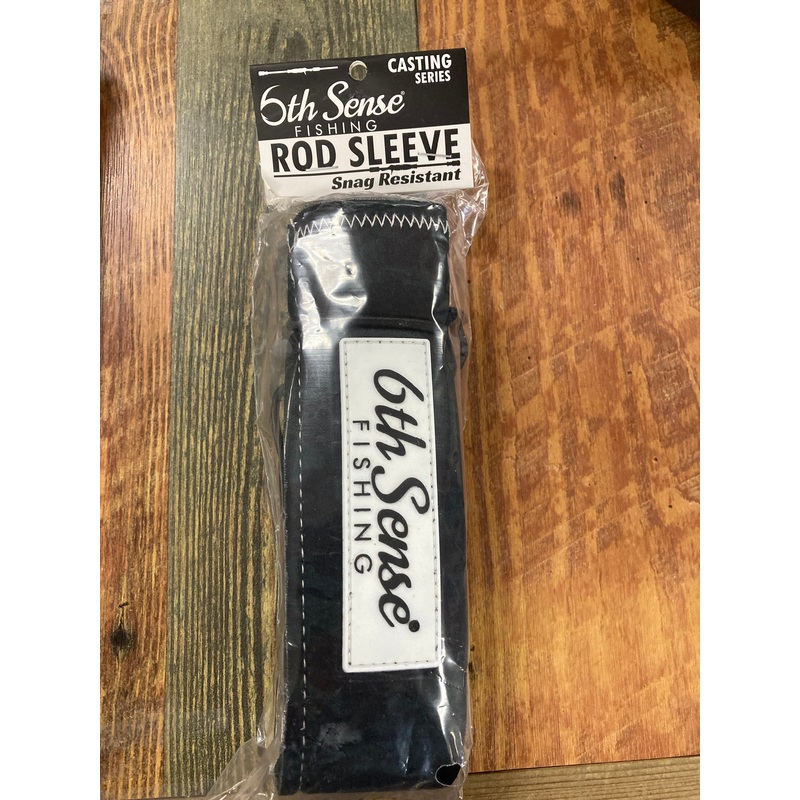 CASTING
SERIES
6th Sense®
FISHING
ROD SLEEVE
Snag Resistant
6th Sense®
FISHING